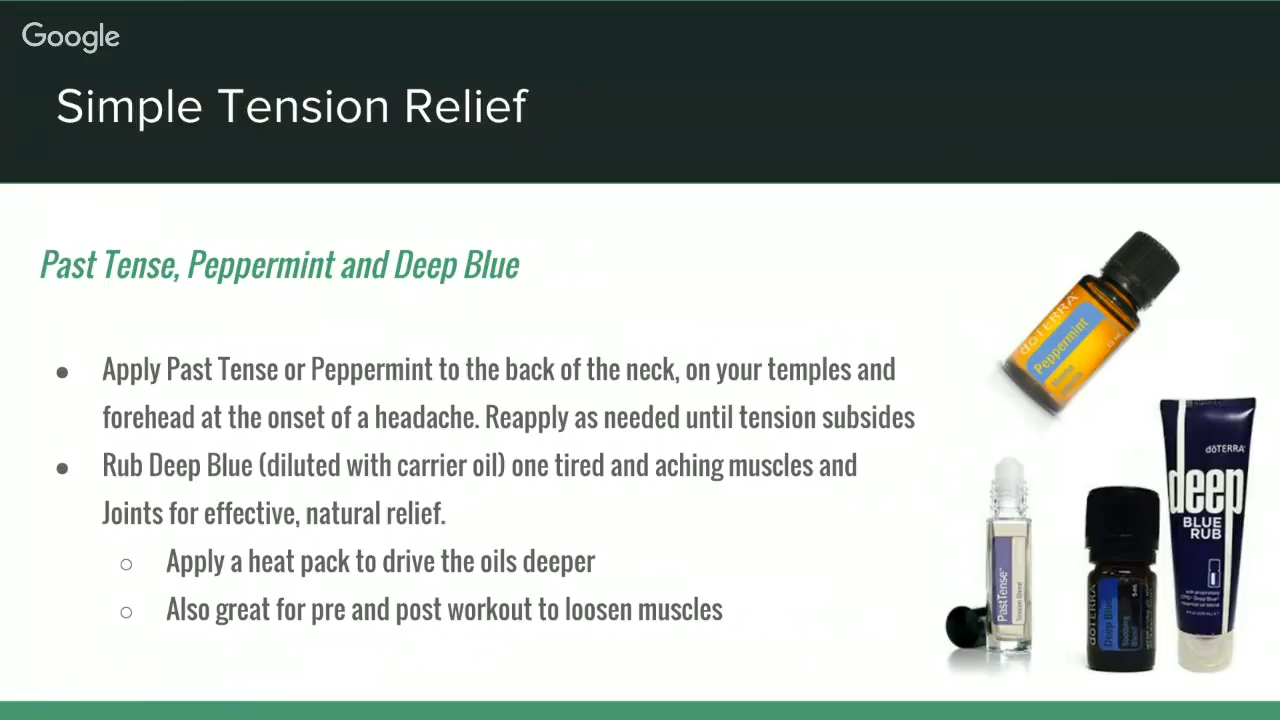 Google
Simple Tension Relief
Past Tense, Peppermint and Deep Blue
● Apply Past Tense or Peppermint to the back of the neck, on your temples and
forehead at the onset of a headache. Reapply as needed until tension subsides
● Rub Deep Blue (diluted with carrier oil) one tired and aching muscles and
Joints for effective, natural relief.
○ Apply a heat pack to drive the oils deeper
○ Also great for pre and post workout to loosen muscles
dōTERRA
Peppermint
dōTERRA
deep
BLUE
RUB
PastTense
Tension Blend
dōTERRA
Deep Blue
Soothing
Blend